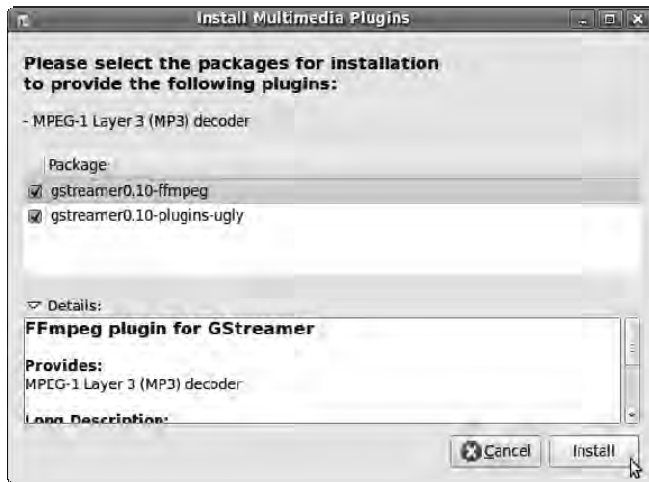 Install Multimedia Plugins
Please select the packages for installation
to provide the following plugins:
- MPEG-1 Layer 3 (MP3) decoder
Package
gstreamer0.10-ffmpeg
gstreamer0.10-plugins-ugly
Details:
FFmpeg plugin for GStreamer
Provides:
MPEG-1 Layer 3 (MP3) decoder
Long Description:
Cancel
Install